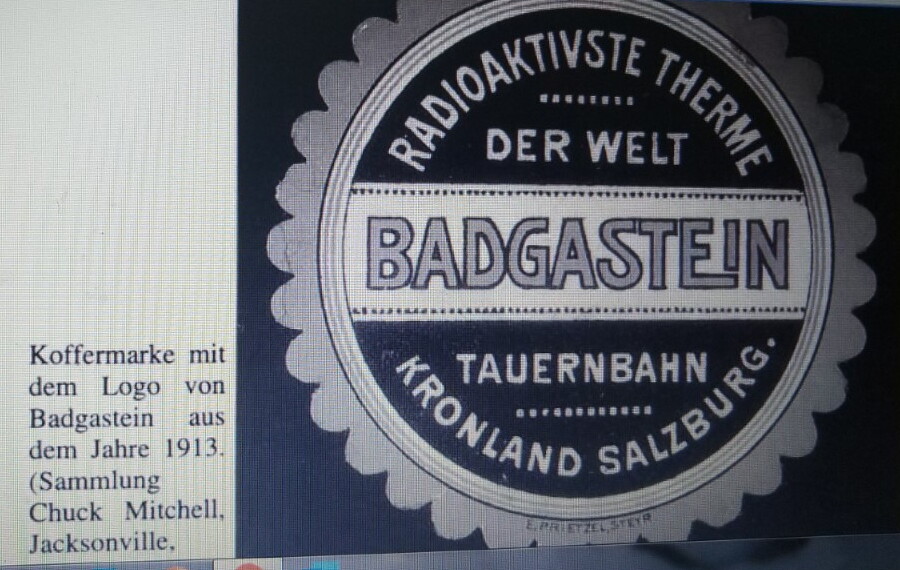 Koffermarke mit
dem Logo von
Badgastein aus
dem Jahre 1913.
(Sammlung
Chuck Mitchell,
Jacksonville,
RADIOAKTIVSTE THERME
DER WELT
BADGASTEIN
TAUERNBAHN
KRONLAND SALZBURG.
E. PRIETZEL, STEYR